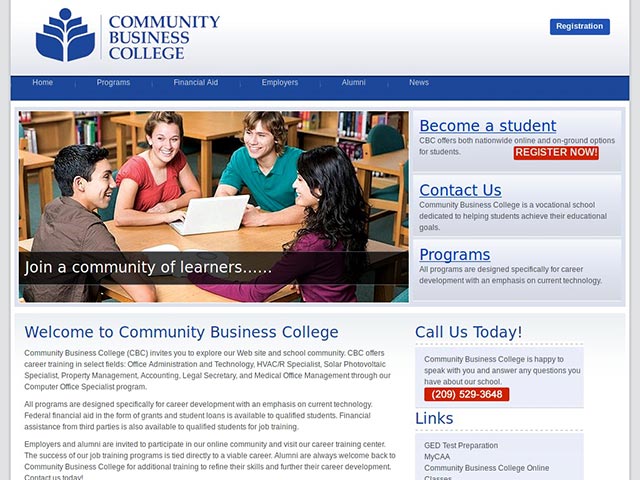 COMMUNITY
BUSINESS
COLLEGE
Registration
Home
Programs
Financial Aid
Employers
Alumni
News
Join a community of learners......
Become a student
CBC offers both nationwide online and on-ground options
for students.
REGISTER NOW!
Contact Us
Community Business College is a vocational school
dedicated to helping students achieve their educational
goals.
Programs
All programs are designed specifically for career
development with an emphasis on current technology.
Welcome to Community Business College
Community Business College (CBC) invites you to explore our Web site and school community. CBC offers
career training in select fields: Office Administration and Technology, HVAC/R Specialist, Solar Photovoltaic
Specialist, Property Management, Accounting, Legal Secretary, and Medical Office Management through our
Computer Office Specialist program.
All programs are designed specifically for career development with an emphasis on current technology.
Federal financial aid in the form of grants and student loans is available to qualified students. Financial
assistance from third parties is also available to qualified students for job training.
Employers and alumni are invited to participate in our online community and visit our career training center.
The success of our job training programs is tied directly to a viable career. Alumni are always welcome back to
Community Business College for additional training to refine their skills and further their career development.
Contact us today!
Call Us Today!
Community Business College is happy to
speak with you and answer any questions you
have about our school.
(209) 529-3648
Links
GED Test Preparation
MyCAA
Community Business College Online
Classes